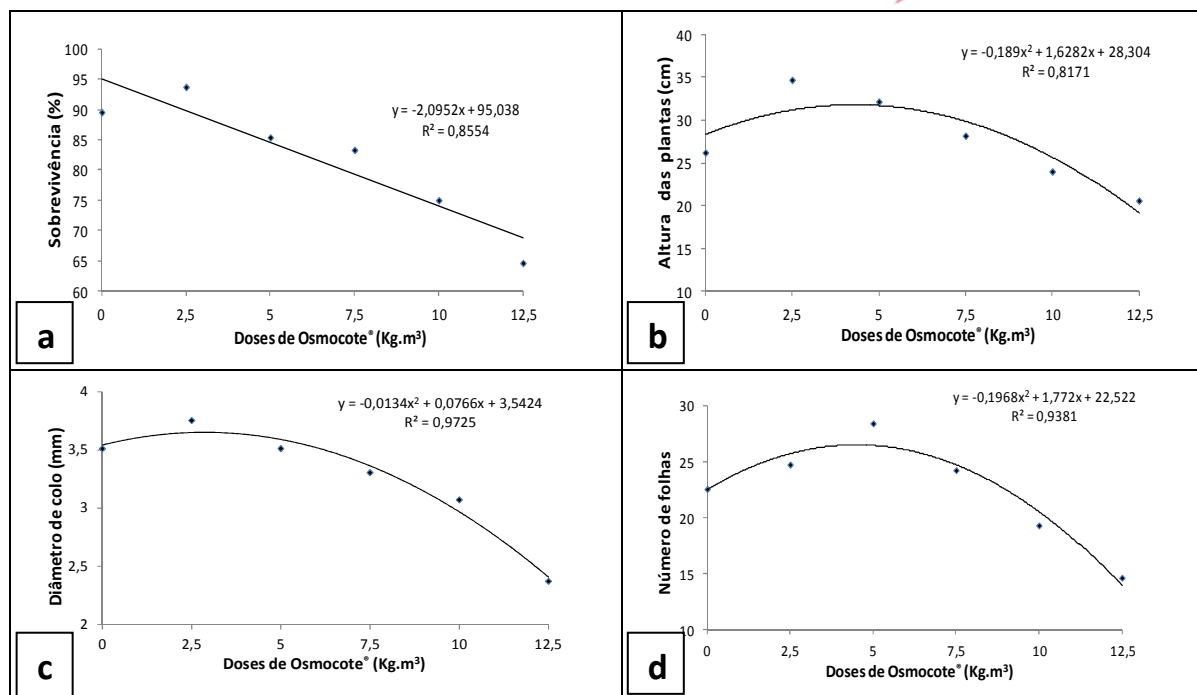 Sobrevivência (%)
100
95
90
85
80
75
70
65
60
y = -2,0952x + 95,038
R² = 0,8554
0 2,5 5 7,5 10 12,5
Doses de Osmocote® (Kg.m³)
a
Altura das plantas (cm)
40
35
30
25
20
15
10
y = -0,189x² + 1,6282x + 28,304
R² = 0,8171
0 2,5 5 7,5 10 12,5
Doses de Osmocote® (Kg.m³)
b
Diâmetro de colo (mm)
4
3,5
3
2,5
2
y = -0,0134x² + 0,0766x + 3,5424
R² = 0,9725
0 2,5 5 7,5 10 12,5
Doses de Osmocote® (Kg.m³)
c
Número de folhas
30
25
20
15
10
y = -0,1968x² + 1,772x + 22,522
R² = 0,9381
0 2,5 5 7,5 10 12,5
Doses de Osmocote® (Kg.m³)
d